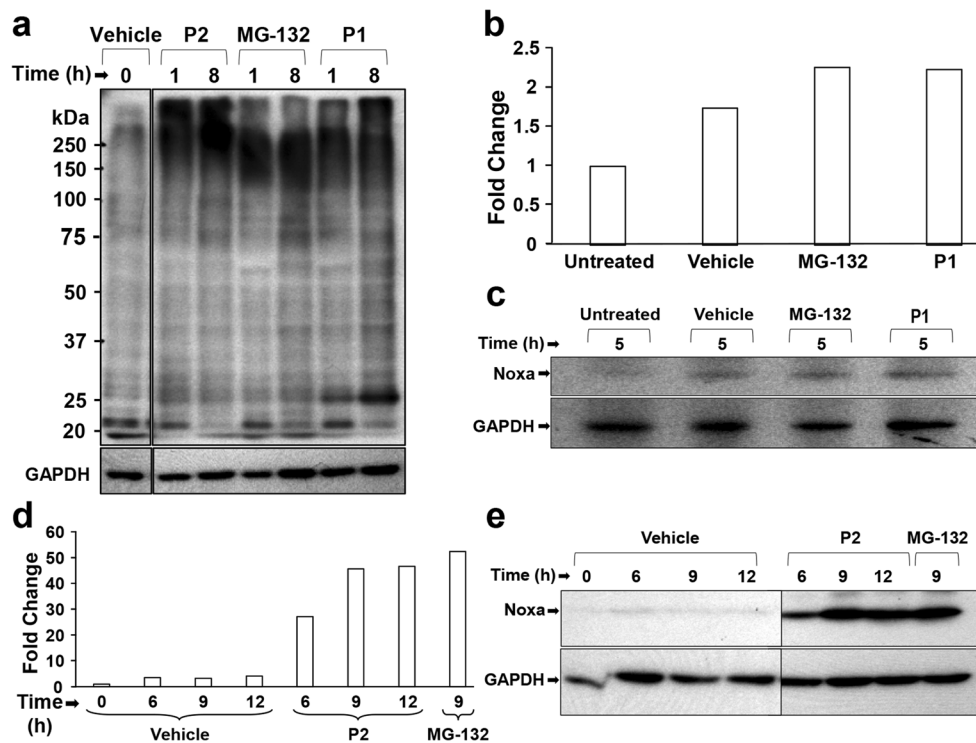 a
Vehicle P2 MG-132 P1
Time (h) 0 1 8 1 8 1 8
kDa
250
150
100
75
50
37
25
20
GAPDH
b
Fold Change
2.5
2
1.5
1
0.5
0
Untreated Vehicle MG-132 P1
c
Untreated Vehicle MG-132 P1
Time (h) 5 5 5 5
Noxa
GAPDH
d
Fold Change
60
50
40
30
20
10
0
Time (h) 0 6 9 12 6 9 12 9
Vehicle P2 MG-132
e
Vehicle P2 MG-132
Time (h) 0 6 9 12 6 9 12 9
Noxa
GAPDH